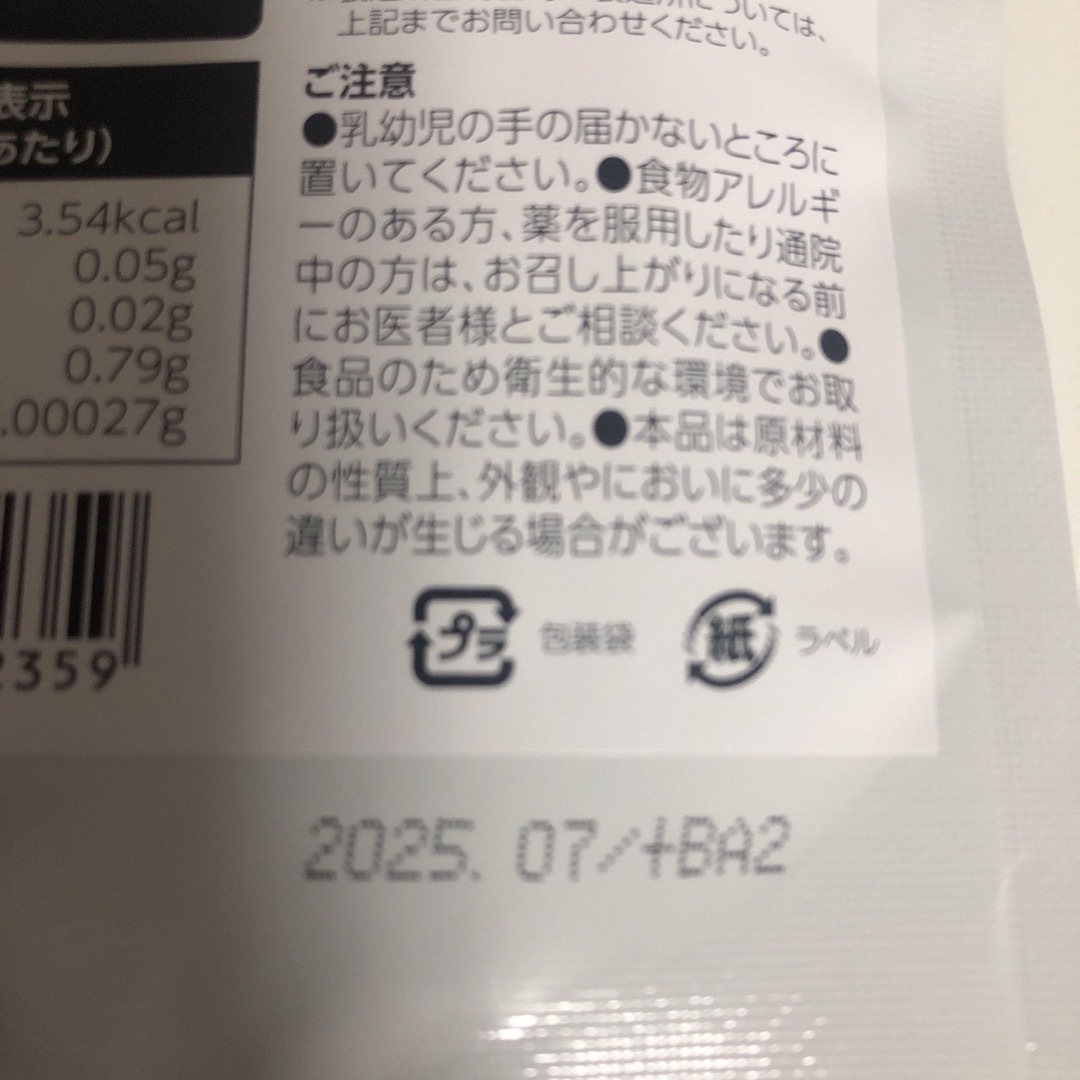 上記までお問い合わせください。
ご注意
●乳幼児の手の届かないところに
置いてください。●食物アレルギ
ーのある方、薬を服用したり通院
中の方は、お召し上がりになる前
にお医者様とご相談ください。●
食品のため衛生的な環境でお取
り扱いください。●本品は原材料
の性質上、外観やにおいに多少の
違いが生じる場合がございます。
プラ 包装袋 紙 ラベル
表示
あたり)
3.54kcal
0.05g
0.02g
0.79g
.00027g
2359
2025. 07/+BA2